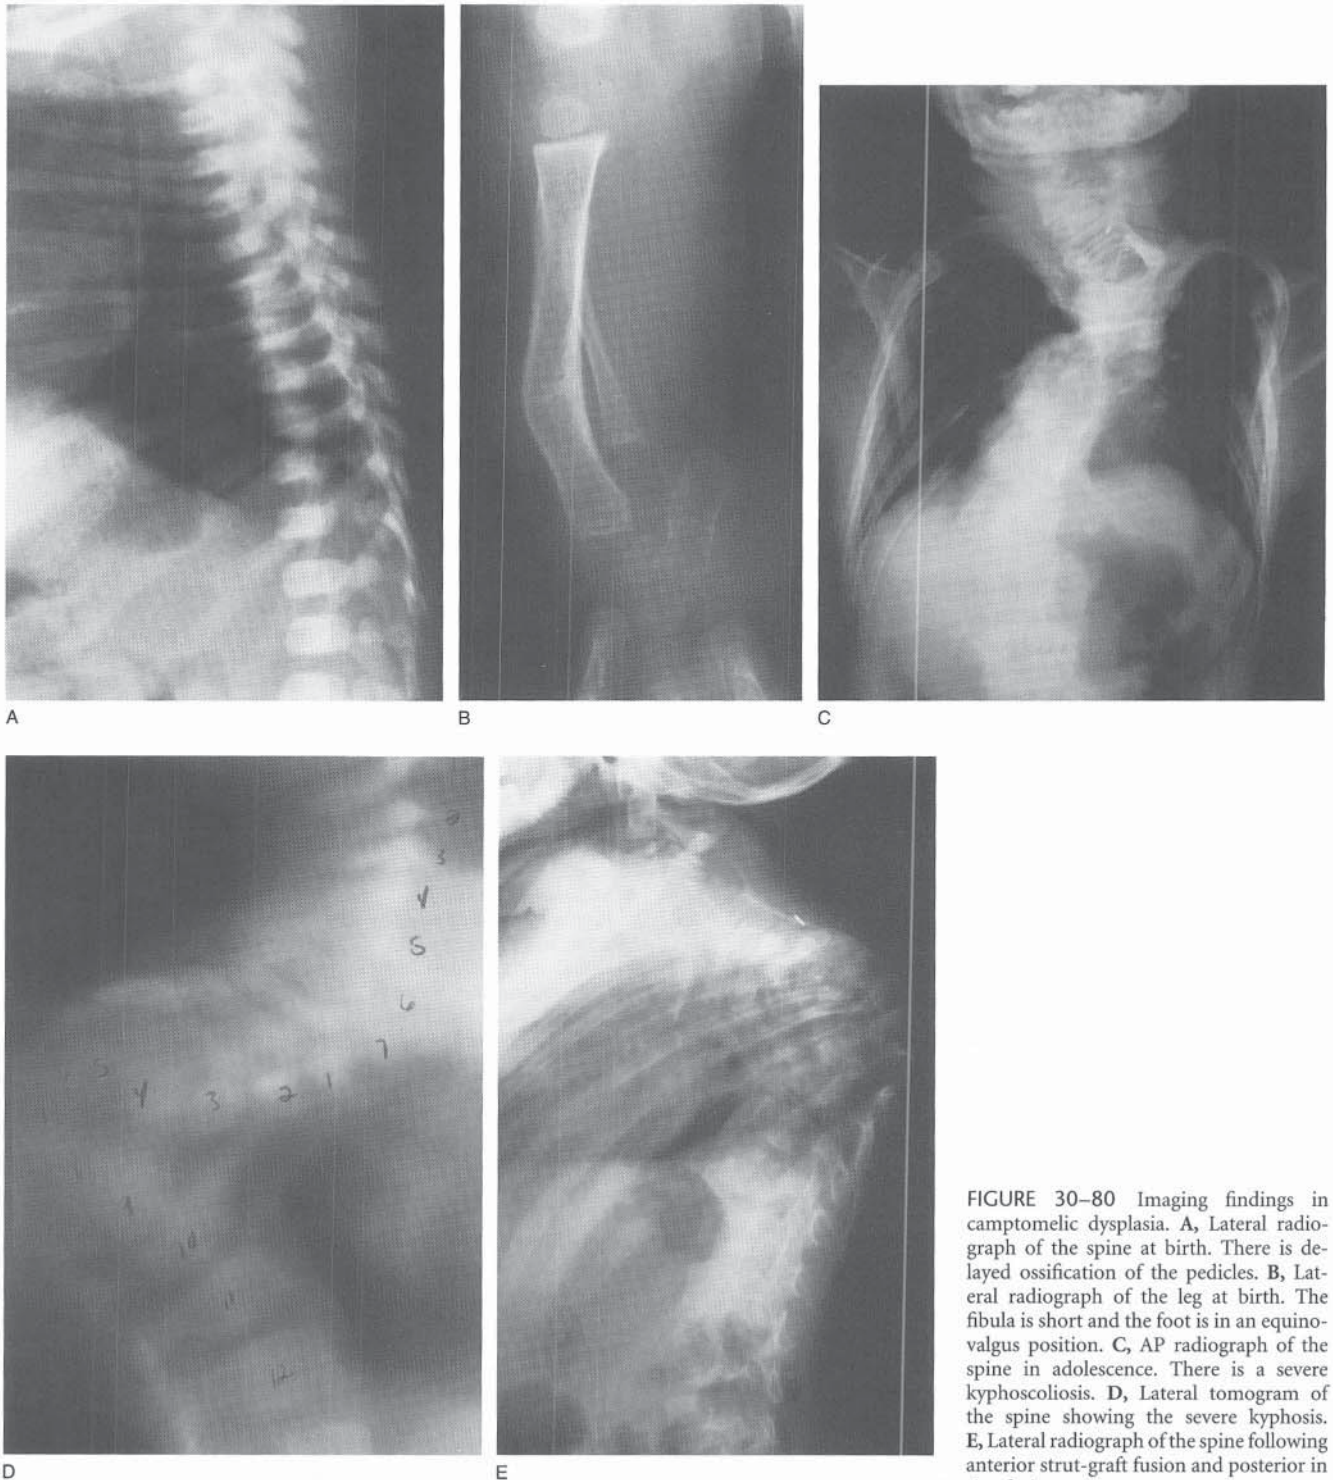 A
B
C
2
3
4
5
6
7
5
4
3
2
1
9
10
11
12
D
E
FIGURE 30–80 Imaging findings in
camptomelic dysplasia. A, Lateral radio-
graph of the spine at birth. There is de-
layed ossification of the pedicles. B, Lat-
eral radiograph of the leg at birth. The
fibula is short and the foot is in an equino-
valgus position. C, AP radiograph of the
spine in adolescence. There is a severe
kyphoscoliosis. D, Lateral tomogram of
the spine showing the severe kyphosis.
E, Lateral radiograph of the spine following
anterior strut-graft fusion and posterior in